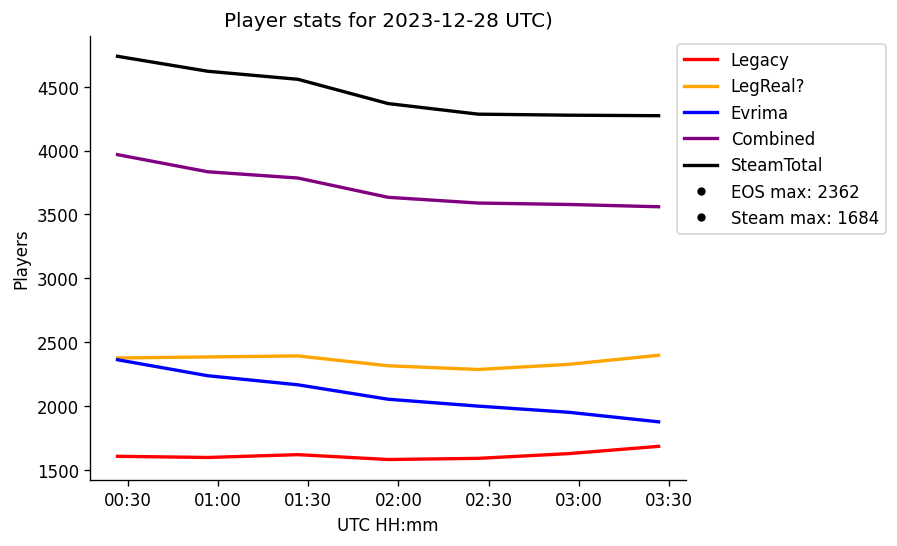 Player stats for 2023-12-28 UTC)
Legacy
LegReal?
Evrima
Combined
SteamTotal
EOS max: 2362
Steam max: 1684
Players
4500
4000
3500
3000
2500
2000
1500
00:30 01:00 01:30 02:00 02:30 03:00 03:30
UTC HH:mm